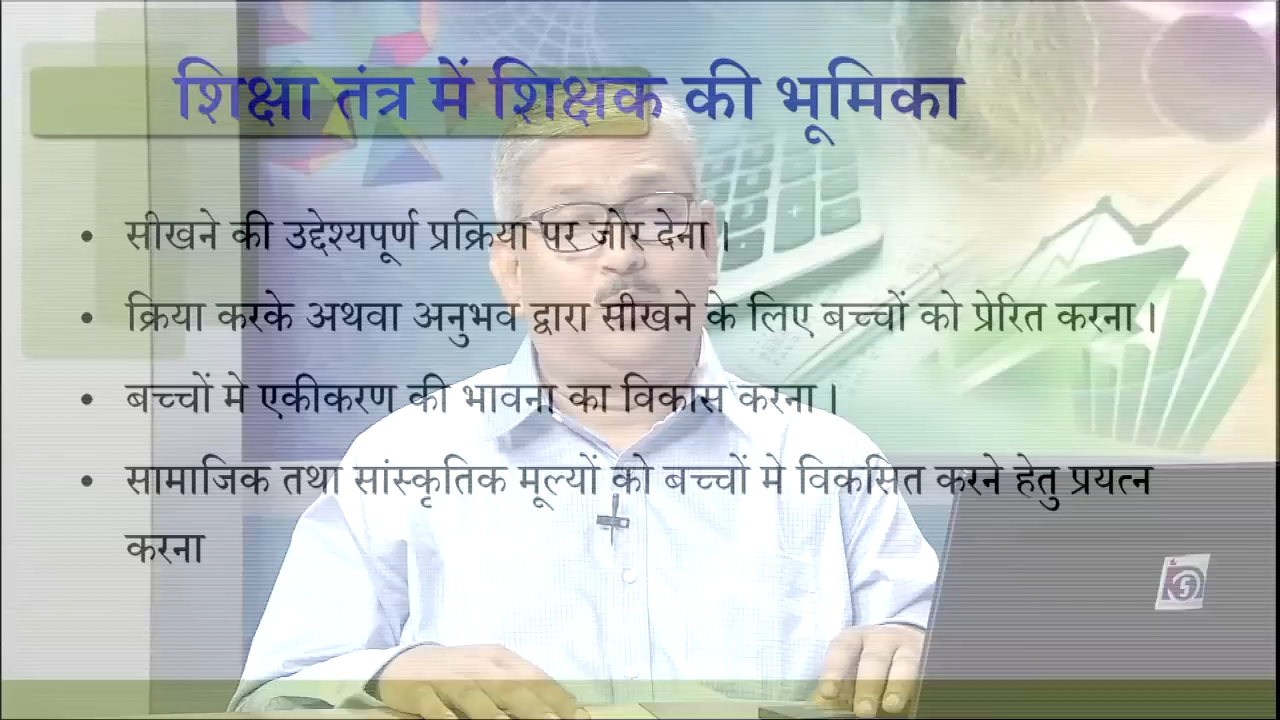 शिक्षा तंत्र में शिक्षक की भूमिका
• सीखने की उद्देश्यपूर्ण प्रक्रिया पर जोर देना ।
• क्रिया करके अथवा अनुभव द्वारा सीखने के लिए बच्चों को प्रेरित करना ।
• बच्चों मे एकीकरण की भावना का विकास करना ।
• सामाजिक तथा सांस्कृतिक मूल्यों को बच्चों मे विकसित करने हेतु प्रयत्न
करना